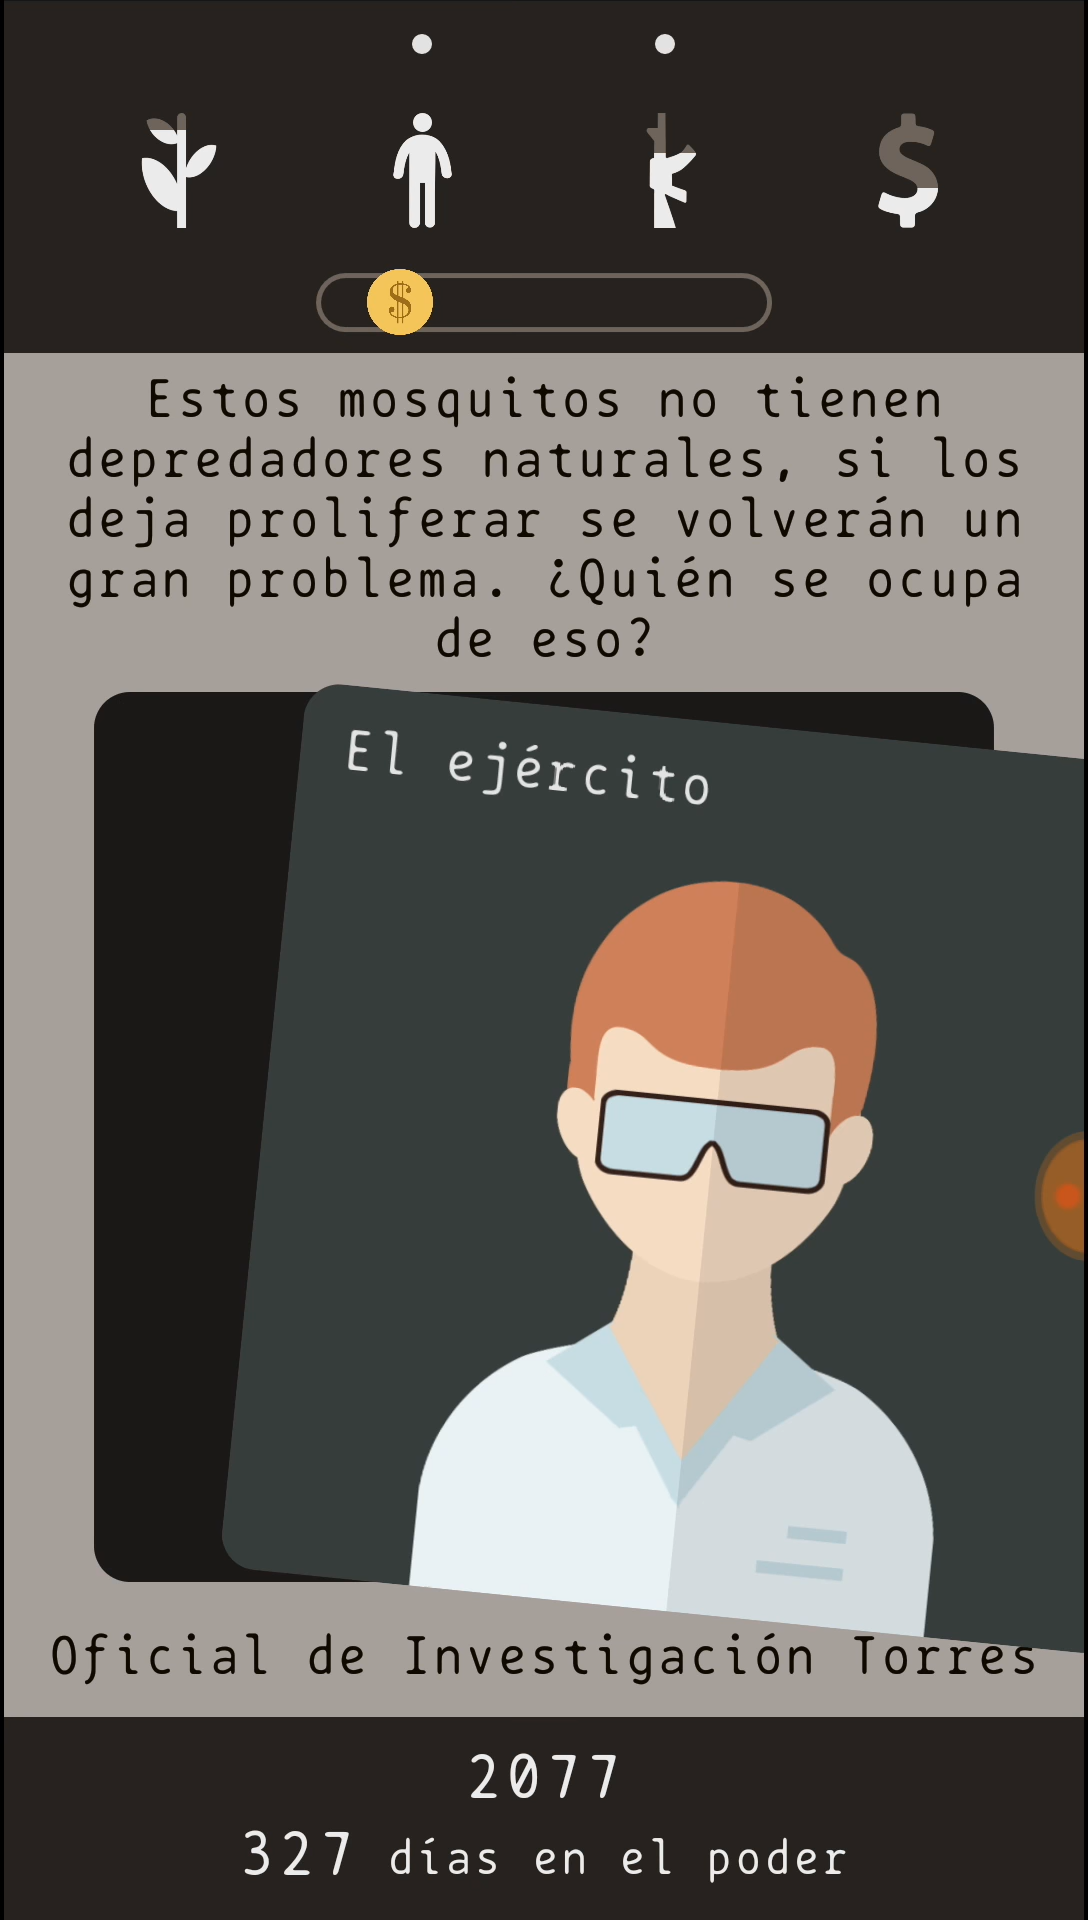 $
$
Estos mosquitos no tienen
depredadores naturales, si los
deja proliferar se volverán un
gran problema. ¿Quién se ocupa
de eso?
El ejército
Oficial de Investigación Torres
2077
327 días en el poder